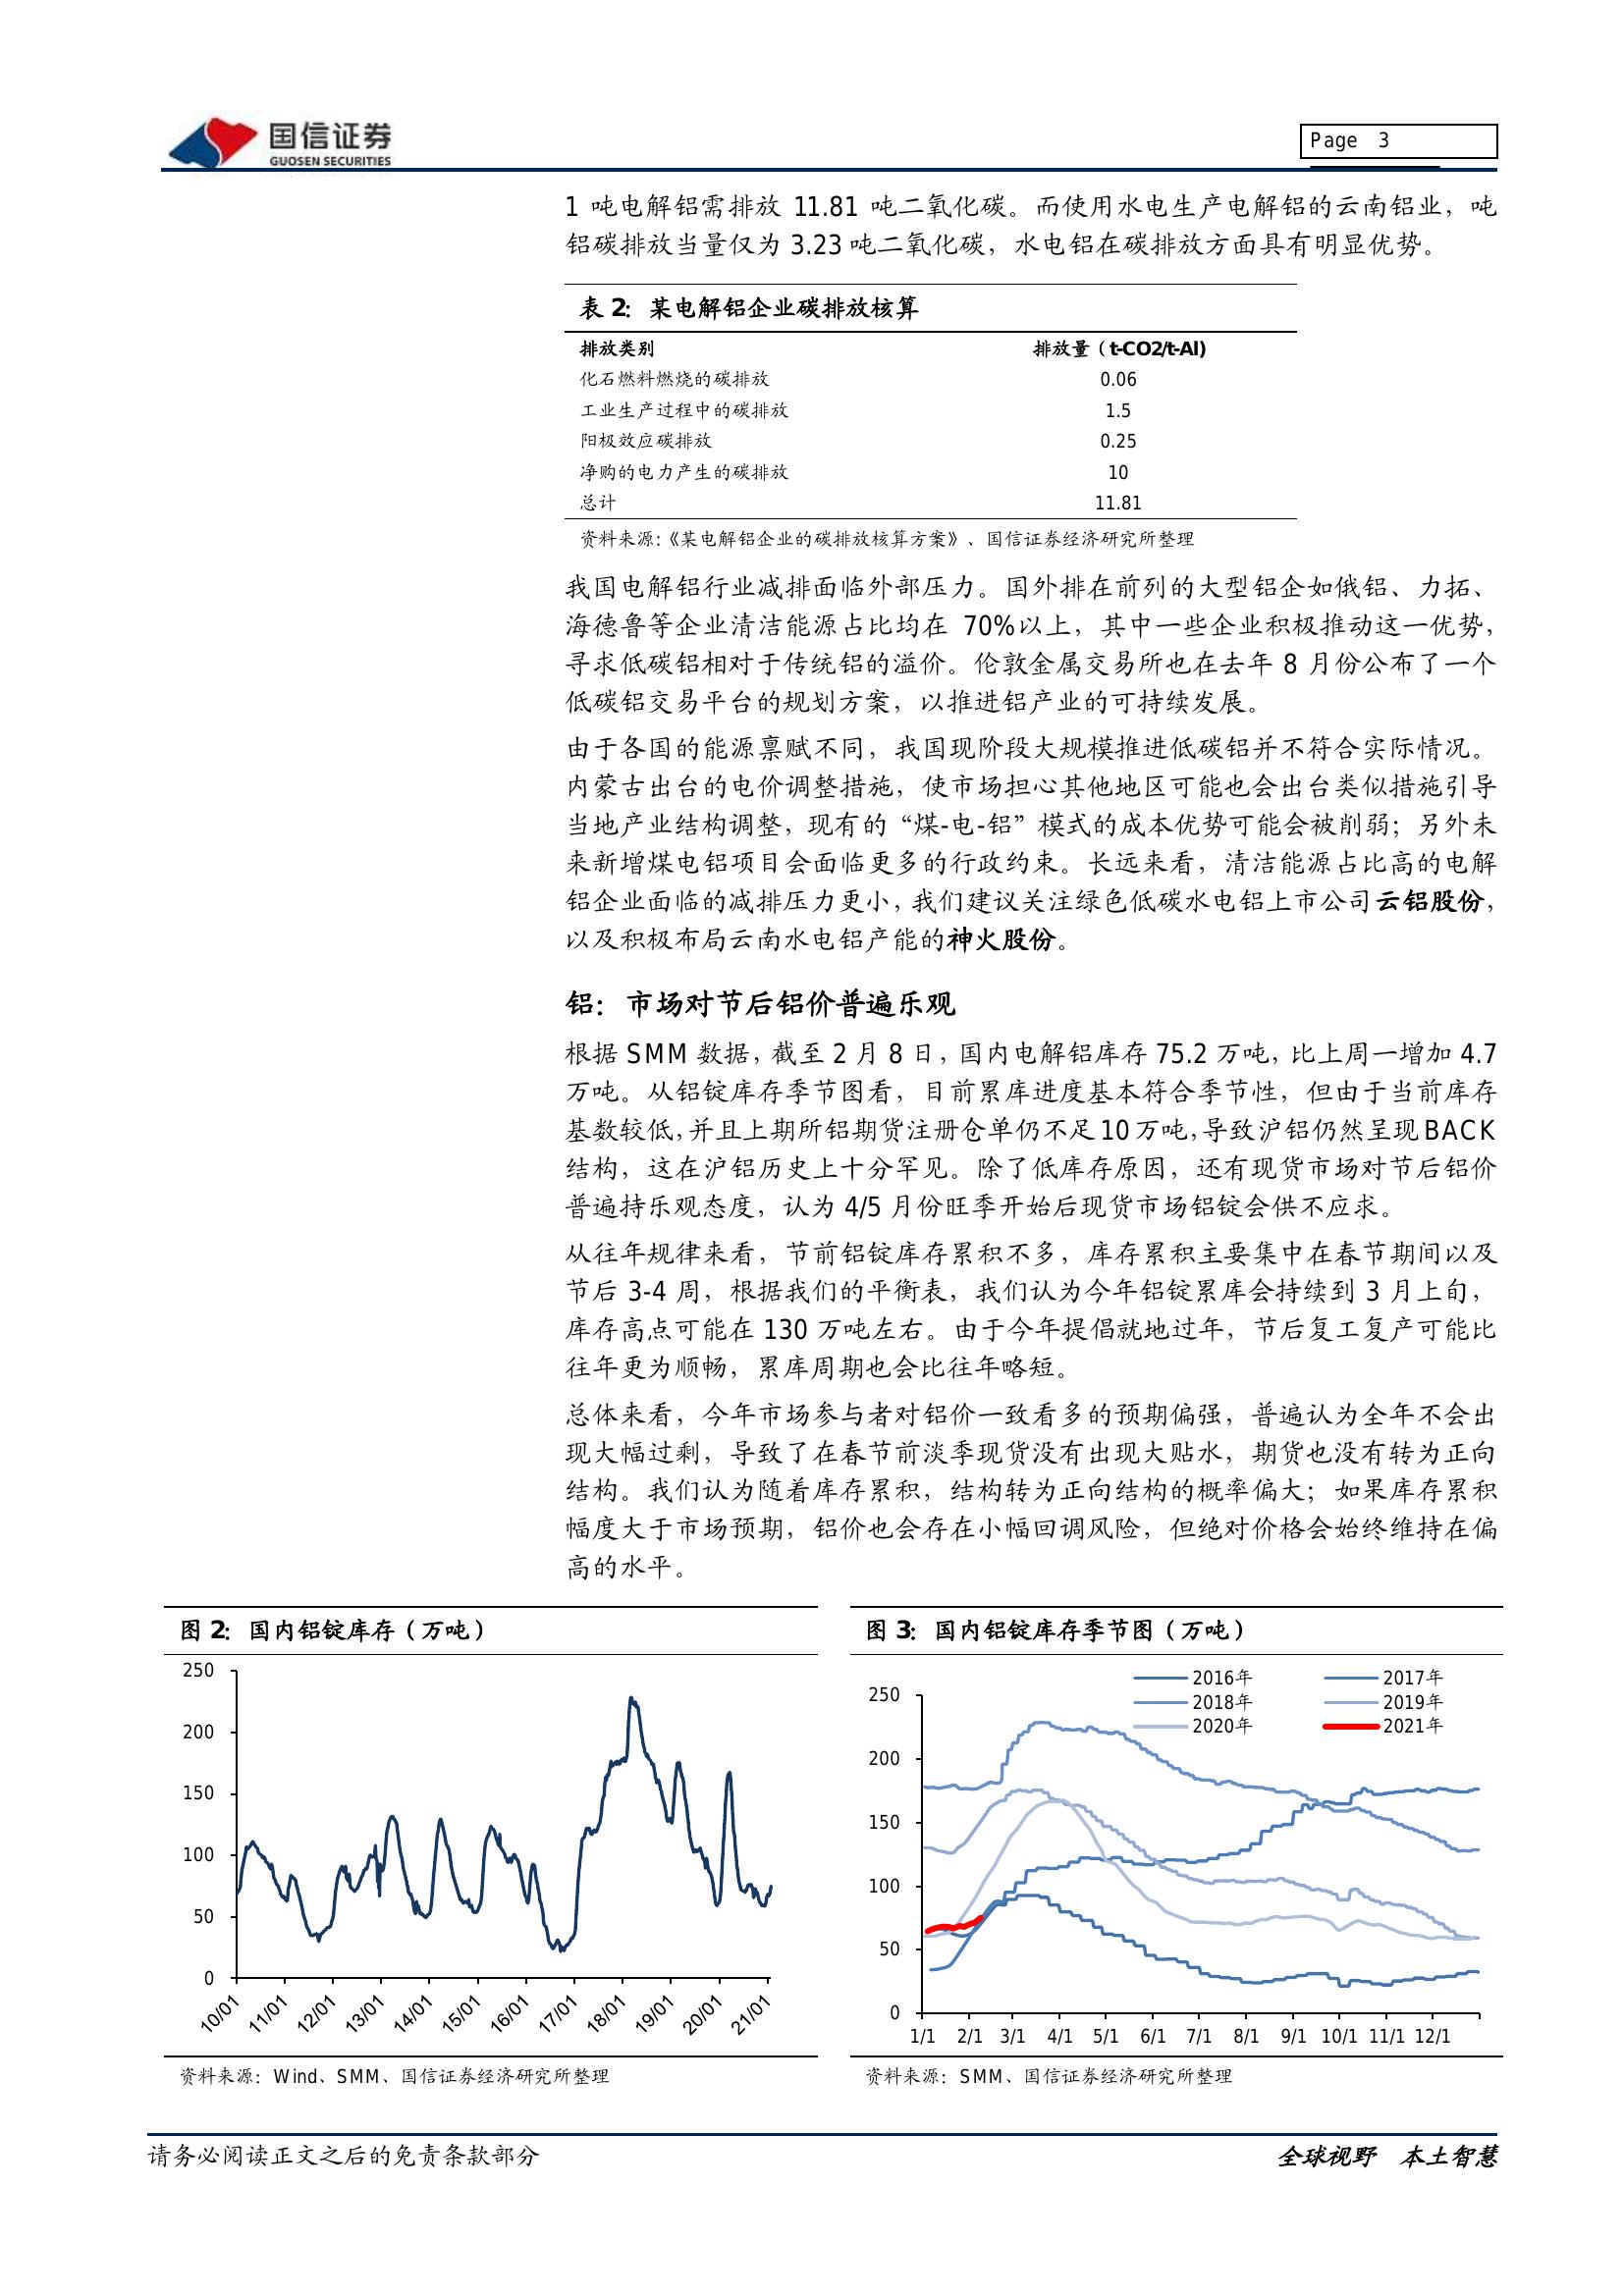 国信证券
GUOSEN SECURITIES
Page 3
1 吨电解铝需排放 11.81 吨二氧化碳。而使用水电生产电解铝的云南铝业，吨
铝碳排放当量仅为 3.23 吨二氧化碳，水电铝在碳排放方面具有明显优势。
表 2：某电解铝企业碳排放核算
排放类别 排放量（t-CO2/t-Al)
化石燃料燃烧的碳排放 0.06
工业生产过程中的碳排放 1.5
阳极效应碳排放 0.25
净购的电力产生的碳排放 10
总计 11.81
资料来源:《某电解铝企业的碳排放核算方案》、国信证券经济研究所整理
我国电解铝行业减排面临外部压力。国外排在前列的大型铝企如俄铝、力拓、
海德鲁等企业清洁能源占比均在 70%以上，其中一些企业积极推动这一优势，
寻求低碳铝相对于传统铝的溢价。伦敦金属交易所也在去年 8 月份公布了一个
低碳铝交易平台的规划方案，以推进铝产业的可持续发展。
由于各国的能源禀赋不同，我国现阶段大规模推进低碳铝并不符合实际情况。
内蒙古出台的电价调整措施，使市场担心其他地区可能也会出台类似措施引导
当地产业结构调整，现有的“煤-电-铝”模式的成本优势可能会被削弱；另外未
来新增煤电铝项目会面临更多的行政约束。长远来看，清洁能源占比高的电解
铝企业面临的减排压力更小，我们建议关注绿色低碳水电铝上市公司云铝股份，
以及积极布局云南水电铝产能的神火股份。
铝：市场对节后铝价普遍乐观
根据 SMM 数据，截至 2 月 8 日，国内电解铝库存 75.2 万吨，比上周一增加 4.7
万吨。从铝锭库存季节图看，目前累库进度基本符合季节性，但由于当前库存
基数较低，并且上期所铝期货注册仓单仍不足 10 万吨，导致沪铝仍然呈现 BACK
结构，这在沪铝历史上十分罕见。除了低库存原因，还有现货市场对节后铝价
普遍持乐观态度，认为 4/5 月份旺季开始后现货市场铝锭会供不应求。
从往年规律来看，节前铝锭库存累积不多，库存累积主要集中在春节期间以及
节后 3-4 周，根据我们的平衡表，我们认为今年铝锭累库会持续到 3 月上旬，
库存高点可能在 130 万吨左右。由于今年提倡就地过年，节后复工复产可能比
往年更为顺畅，累库周期也会比往年略短。
总体来看，今年市场参与者对铝价一致看多的预期偏强，普遍认为全年不会出
现大幅过剩，导致了在春节前淡季现货没有出现大贴水，期货也没有转为正向
结构。我们认为随着库存累积，结构转为正向结构的概率偏大；如果库存累积
幅度大于市场预期，铝价也会存在小幅回调风险，但绝对价格会始终维持在偏
高的水平。
图 2：国内铝锭库存（万吨）
250
200
150
100
50
0
10/01 11/01 12/01 13/01 14/01 15/01 16/01 17/01 18/01 19/01 20/01 21/01
资料来源：Wind、SMM、国信证券经济研究所整理
图 3：国内铝锭库存季节图（万吨）
2016年 2017年
2018年 2019年
2020年 2021年
250
200
150
100
50
0
1/1 2/1 3/1 4/1 5/1 6/1 7/1 8/1 9/1 10/1 11/1 12/1
资料来源：SMM、国信证券经济研究所整理
请务必阅读正文之后的免责条款部分
全球视野 本土智慧